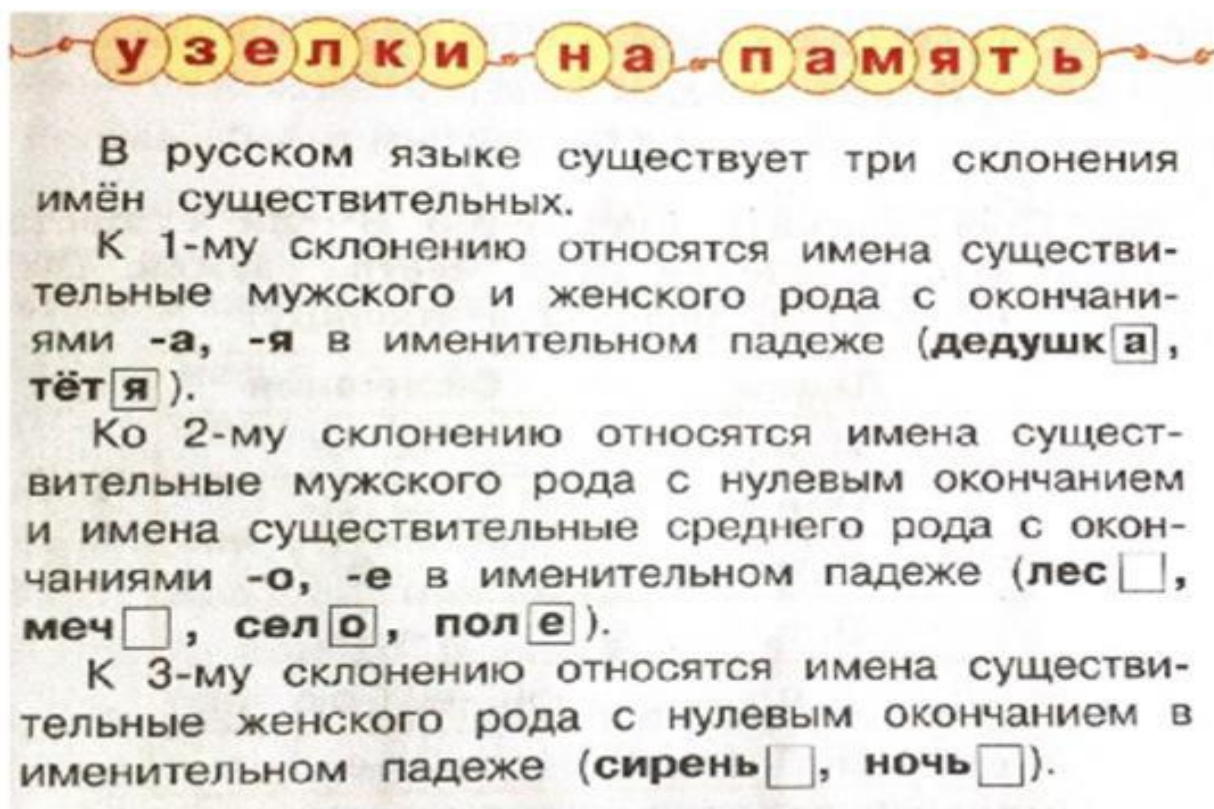 узелки на память
В русском языке существует три склонения
имён существительных.
К 1-му склонению относятся имена существи-
тельные мужского и женского рода с окончани-
ями -а, -я в именительном падеже (дедушка,
тётя).
Ко 2-му склонению относятся имена сущест-
вительные мужского рода с нулевым окончанием
и имена существительные среднего рода с окон-
чаниями -о, -е в именительном падеже (лес ,
меч , село, поле).
К 3-му склонению относятся имена существи-
тельные женского рода с нулевым окончанием в
именительном падеже (сирень , ночь ).